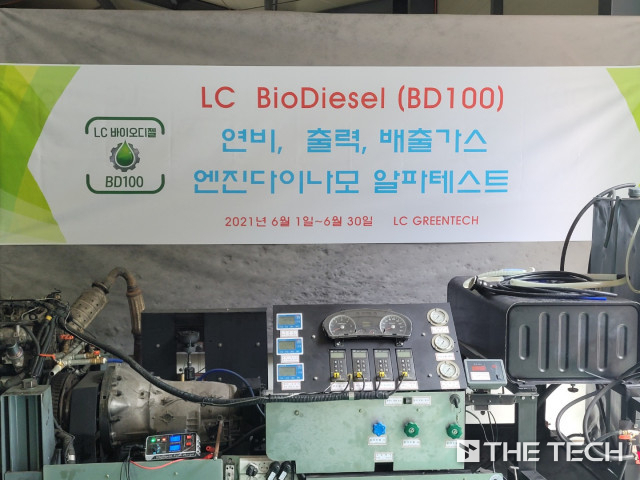 LC BioDiesel (BD100)
LC 바이오디젤
BD100
연비, 출력, 배출가스
엔진다이나모 알파테스트
2021년 6월 1일~6월 30일 LC GREENTECH
THE TECH